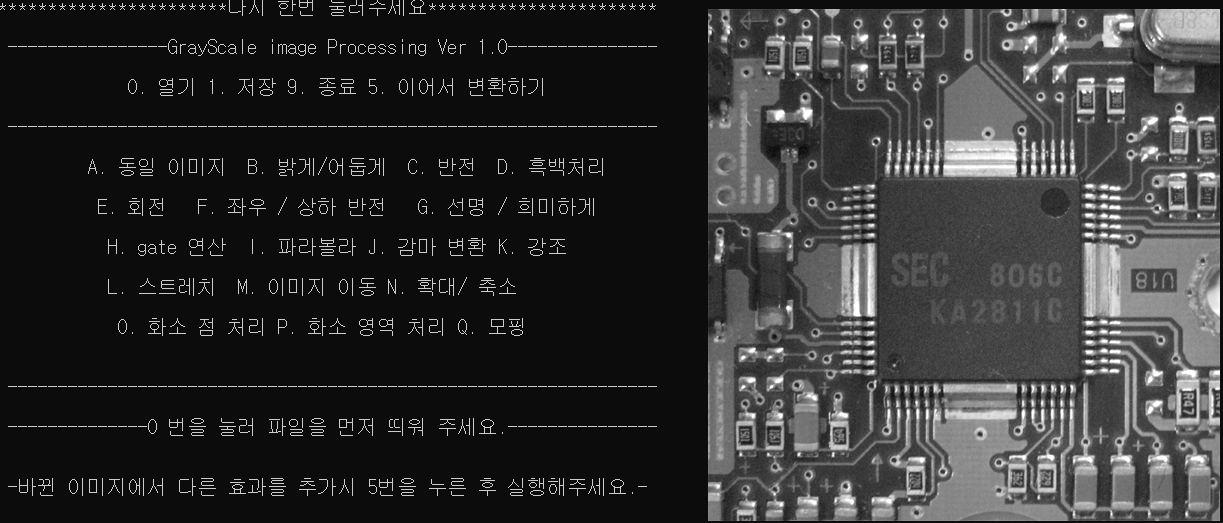 **********************다시 한번 눌러주세요***********************
----------------GrayScale image Processing Ver 1.0---------------
0. 열기 1. 저장 9. 종료 5. 이어서 변환하기
-----------------------------------------------------------------
A. 동일 이미지 B. 밝게/어둡게 C. 반전 D. 흑백처리
E. 회전 F. 좌우 / 상하 반전 G. 선명 / 희미하게
H. gate 연산 I. 파라볼라 J. 감마 변환 K. 강조
L. 스트레치 M. 이미지 이동 N. 확대/ 축소
O. 화소 점 처리 P. 화소 영역 처리 Q. 모핑
-----------------------------------------------------------------
--------------0 번을 눌러 파일을 먼저 띄워 주세요.---------------
-바뀐 이미지에서 다른 효과를 추가시 5번을 누른 후 실행해주세요.-
SEC 806C
KA2811C
U18
R47